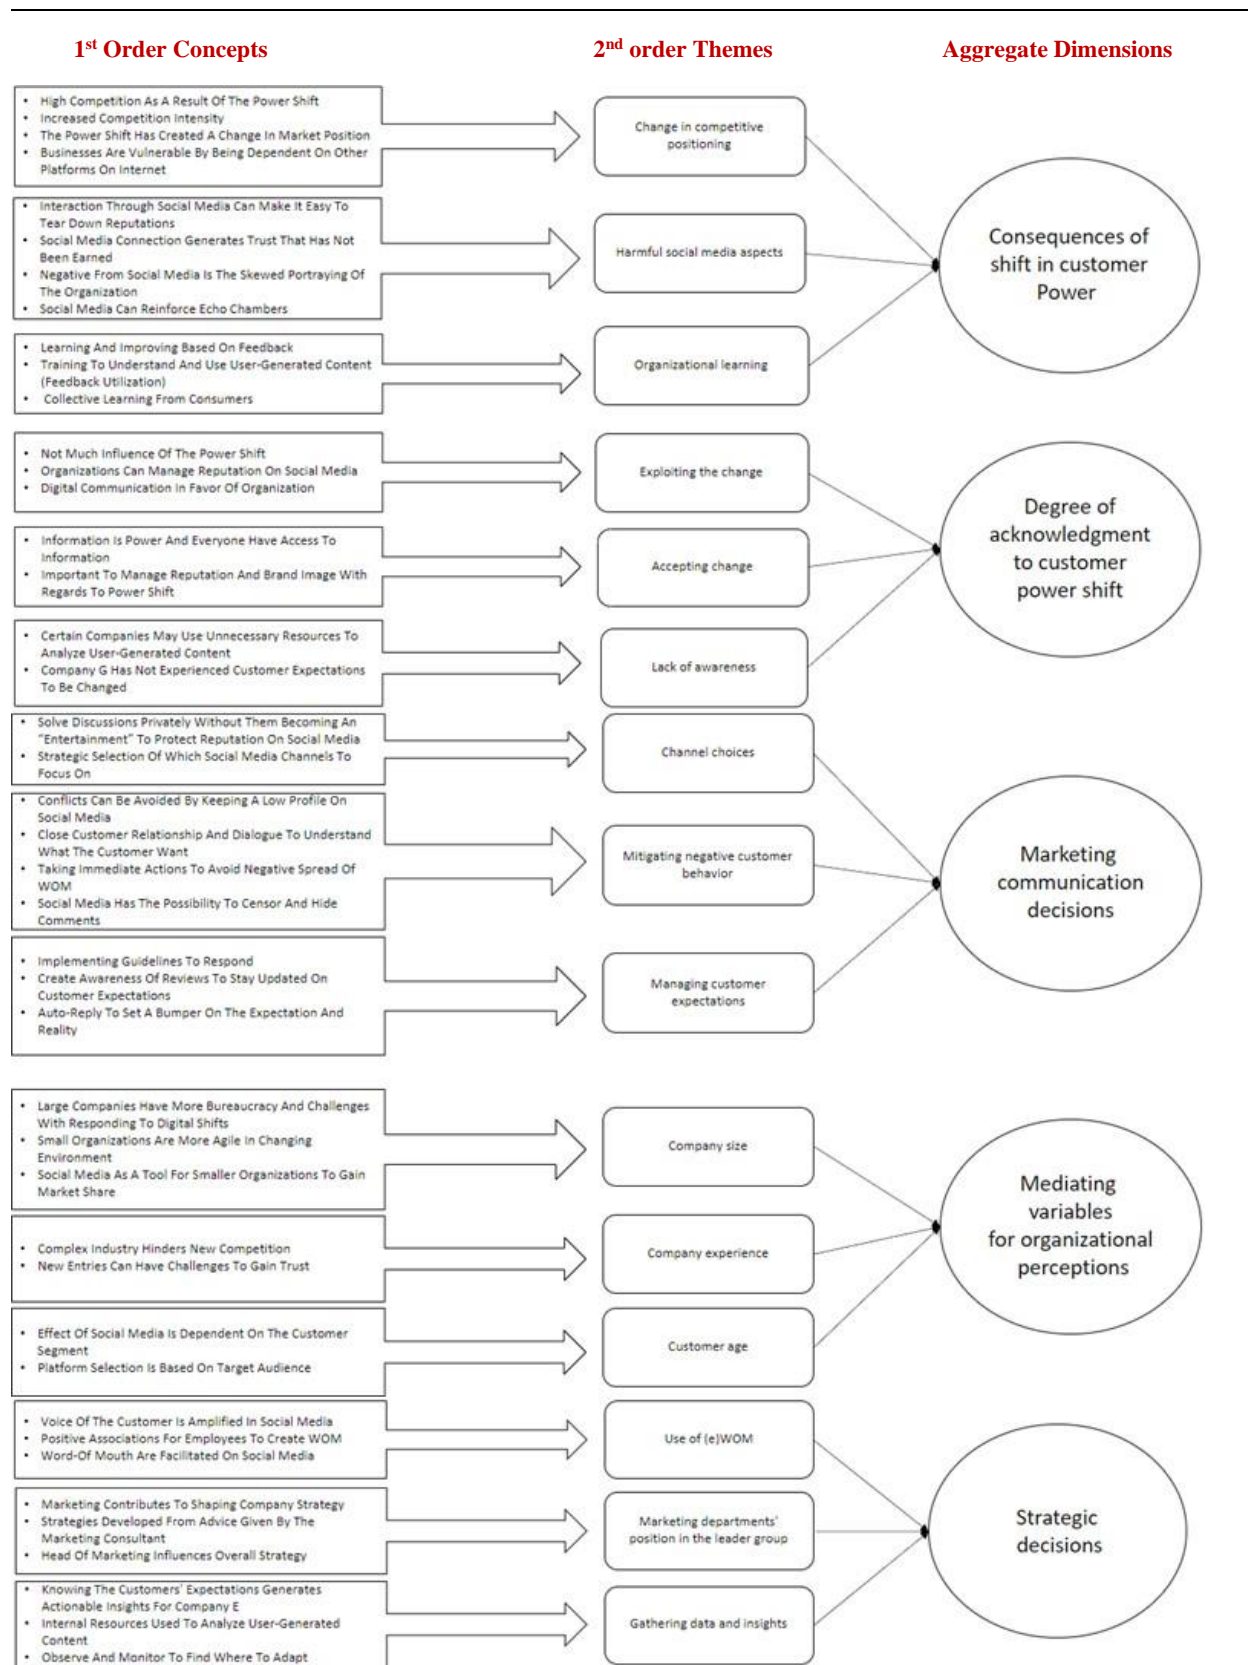 1st Order Concepts
2nd order Themes
Aggregate Dimensions
• High Competition As A Result Of The Power Shift
• Increased Competition Intensity
• The Power Shift Has Created A Change In Market Position
• Businesses Are Vulnerable By Being Dependent On Other
Platforms On Internet
Change in competitive
positioning
• Interaction Through Social Media Can Make It Easy To
Tear Down Reputations
• Social Media Connection Generates Trust That Has Not
Been Earned
• Negative From Social Media Is The Skewed Portraying Of
The Organization
• Social Media Can Reinforce Echo Chambers
Harmful social media aspects
• Learning And Improving Based On Feedback
• Training To Understand And Use User-Generated Content
(Feedback Utilization)
• Collective Learning From Consumers
Organizational learning
Consequences of
shift in customer
Power
• Not Much Influence Of The Power Shift
• Organizations Can Manage Reputation On Social Media
• Digital Communication In Favor Of Organization
Exploiting the change
• Information Is Power And Everyone Have Access To
Information
• Important To Manage Reputation And Brand Image With
Regards To Power Shift
Accepting change
• Certain Companies May Use Unnecessary Resources To
Analyze User-Generated Content
• Company G Has Not Experienced Customer Expectations
To Be Changed
Lack of awareness
Degree of
acknowledgment
to customer
power shift
• Solve Discussions Privately Without Them Becoming An
"Entertainment" To Protect Reputation On Social Media
• Strategic Selection Of Which Social Media Channels To
Focus On
Channel choices
• Conflicts Can Be Avoided By Keeping A Low Profile On
Social Media
• Close Customer Relationship And Dialogue To Understand
What The Customer Want
• Taking Immediate Actions To Avoid Negative Spread Of
WOM
• Social Media Has The Possibility To Censor And Hide
Comments
Mitigating negative customer
behavior
• Implementing Guidelines To Respond
• Create Awareness Of Reviews To Stay Updated On
Customer Expectations
• Auto-Reply To Set A Bumper On The Expectation And
Reality
Managing customer
expectations
Marketing
communication
decisions
• Large Companies Have More Bureaucracy And Challenges
With Responding To Digital Shifts
• Small Organizations Are More Agile In Changing
Environment
• Social Media As A Tool For Smaller Organizations To Gain
Market Share
Company size
• Complex Industry Hinders New Competition
• New Entries Can Have Challenges To Gain Trust
Company experience
• Effect Of Social Media Is Dependent On The Customer
Segment
• Platform Selection Is Based On Target Audience
Customer age
Mediating
variables
for organizational
perceptions
• Voice Of The Customer Is Amplified In Social Media
• Positive Associations For Employees To Create WOM
• Word-Of Mouth Are Facilitated On Social Media
Use of (e)WOM
• Marketing Contributes To Shaping Company Strategy
• Strategies Developed From Advice Given By The
Marketing Consultant
• Head Of Marketing Influences Overall Strategy
Marketing departments'
position in the leader group
• Knowing The Customers' Expectations Generates
Actionable Insights For Company E
• Internal Resources Used To Analyze User-Generated
Content
• Observe And Monitor To Find Where To Adapt
Gathering data and insights
Strategic
decisions